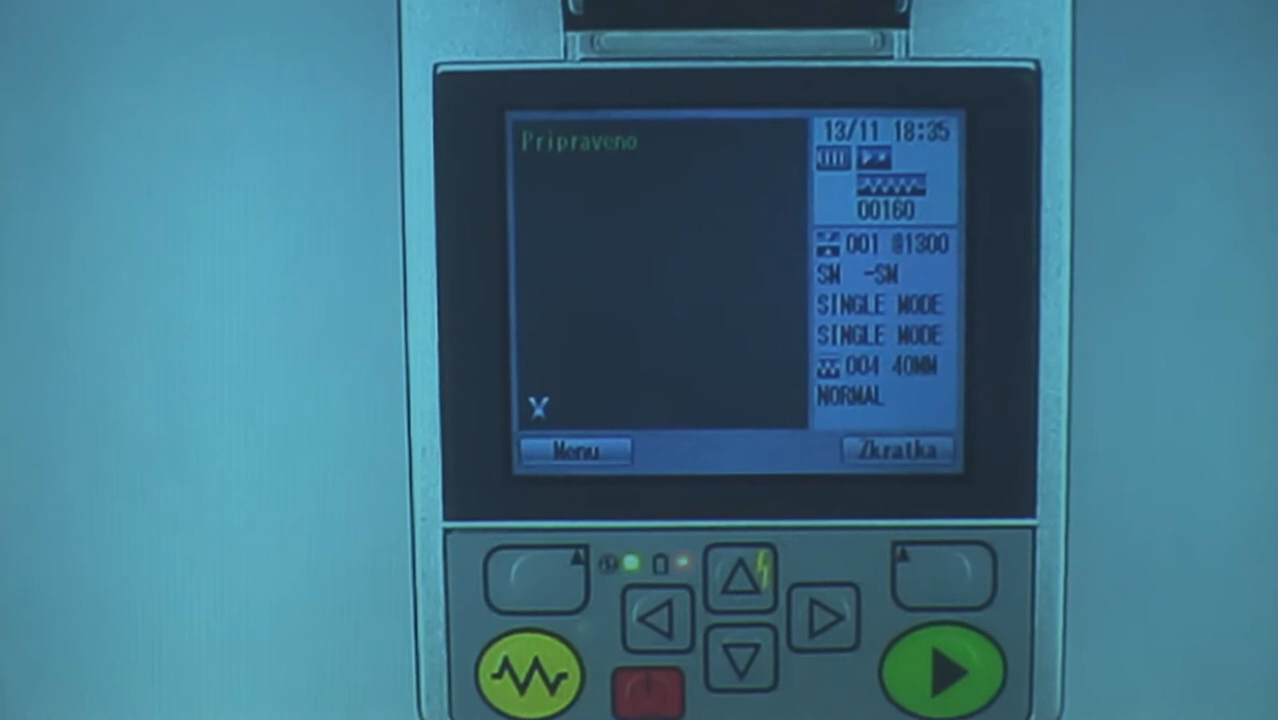 Pripraveno
X
13/11 18:35
00160
001 @1300
SM -SM
SINGLE MODE
SINGLE MODE
004 40MM
NORMAL
Menu
Zkratka